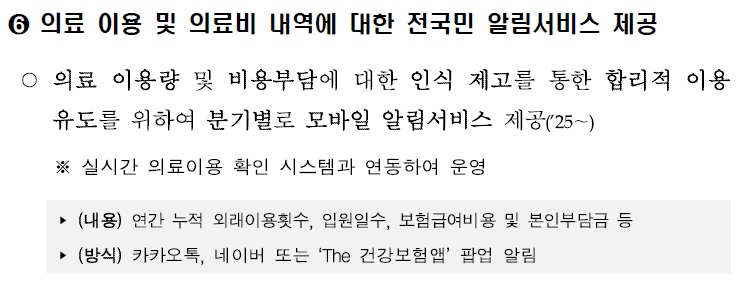 ❻ 의료 이용 및 의료비 내역에 대한 전국민 알림서비스 제공
○ 의료 이용량 및 비용부담에 대한 인식 제고를 통한 합리적 이용
유도를 위하여 분기별로 모바일 알림서비스 제공('25~)
※ 실시간 의료이용 확인 시스템과 연동하여 운영
▸ (내용) 연간 누적 외래이용횟수, 입원일수, 보험급여비용 및 본인부담금 등
▸ (방식) 카카오톡, 네이버 또는 ‘The 건강보험앱’ 팝업 알림